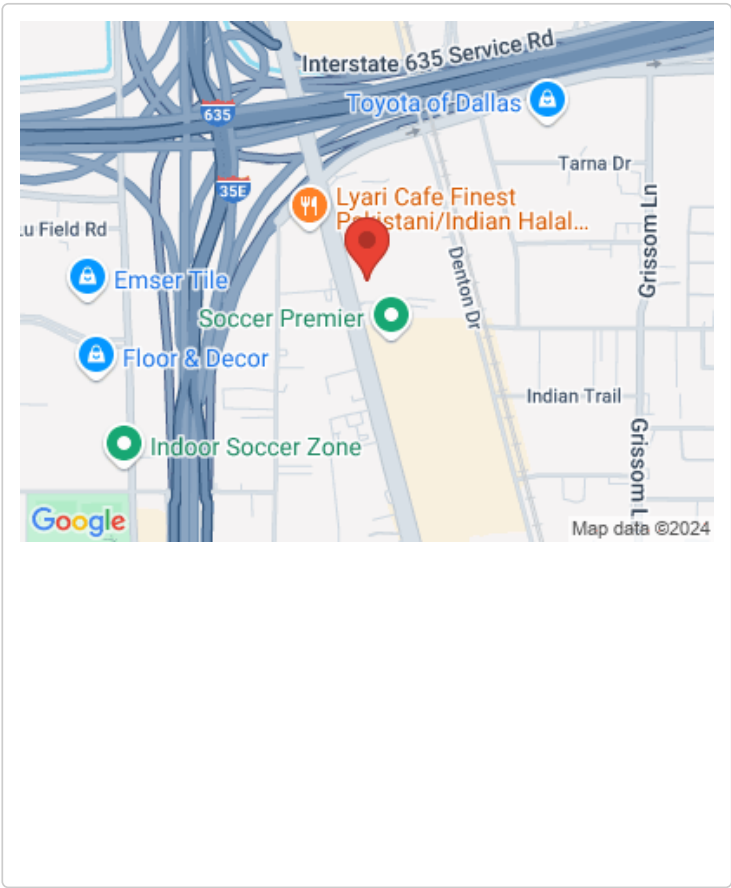 Interstate 635 Service Rd
Toyota of Dallas
635
Tarna Dr
35E
Lyari Cafe Finest
Pakistani/Indian Halal...
Grissom Ln
.u Field Rd
Emser Tile
Denton Dr
Soccer Premier
Floor & Decor
Indian Trail
Indoor Soccer Zone
Grissom L
Google
Map data ©2024